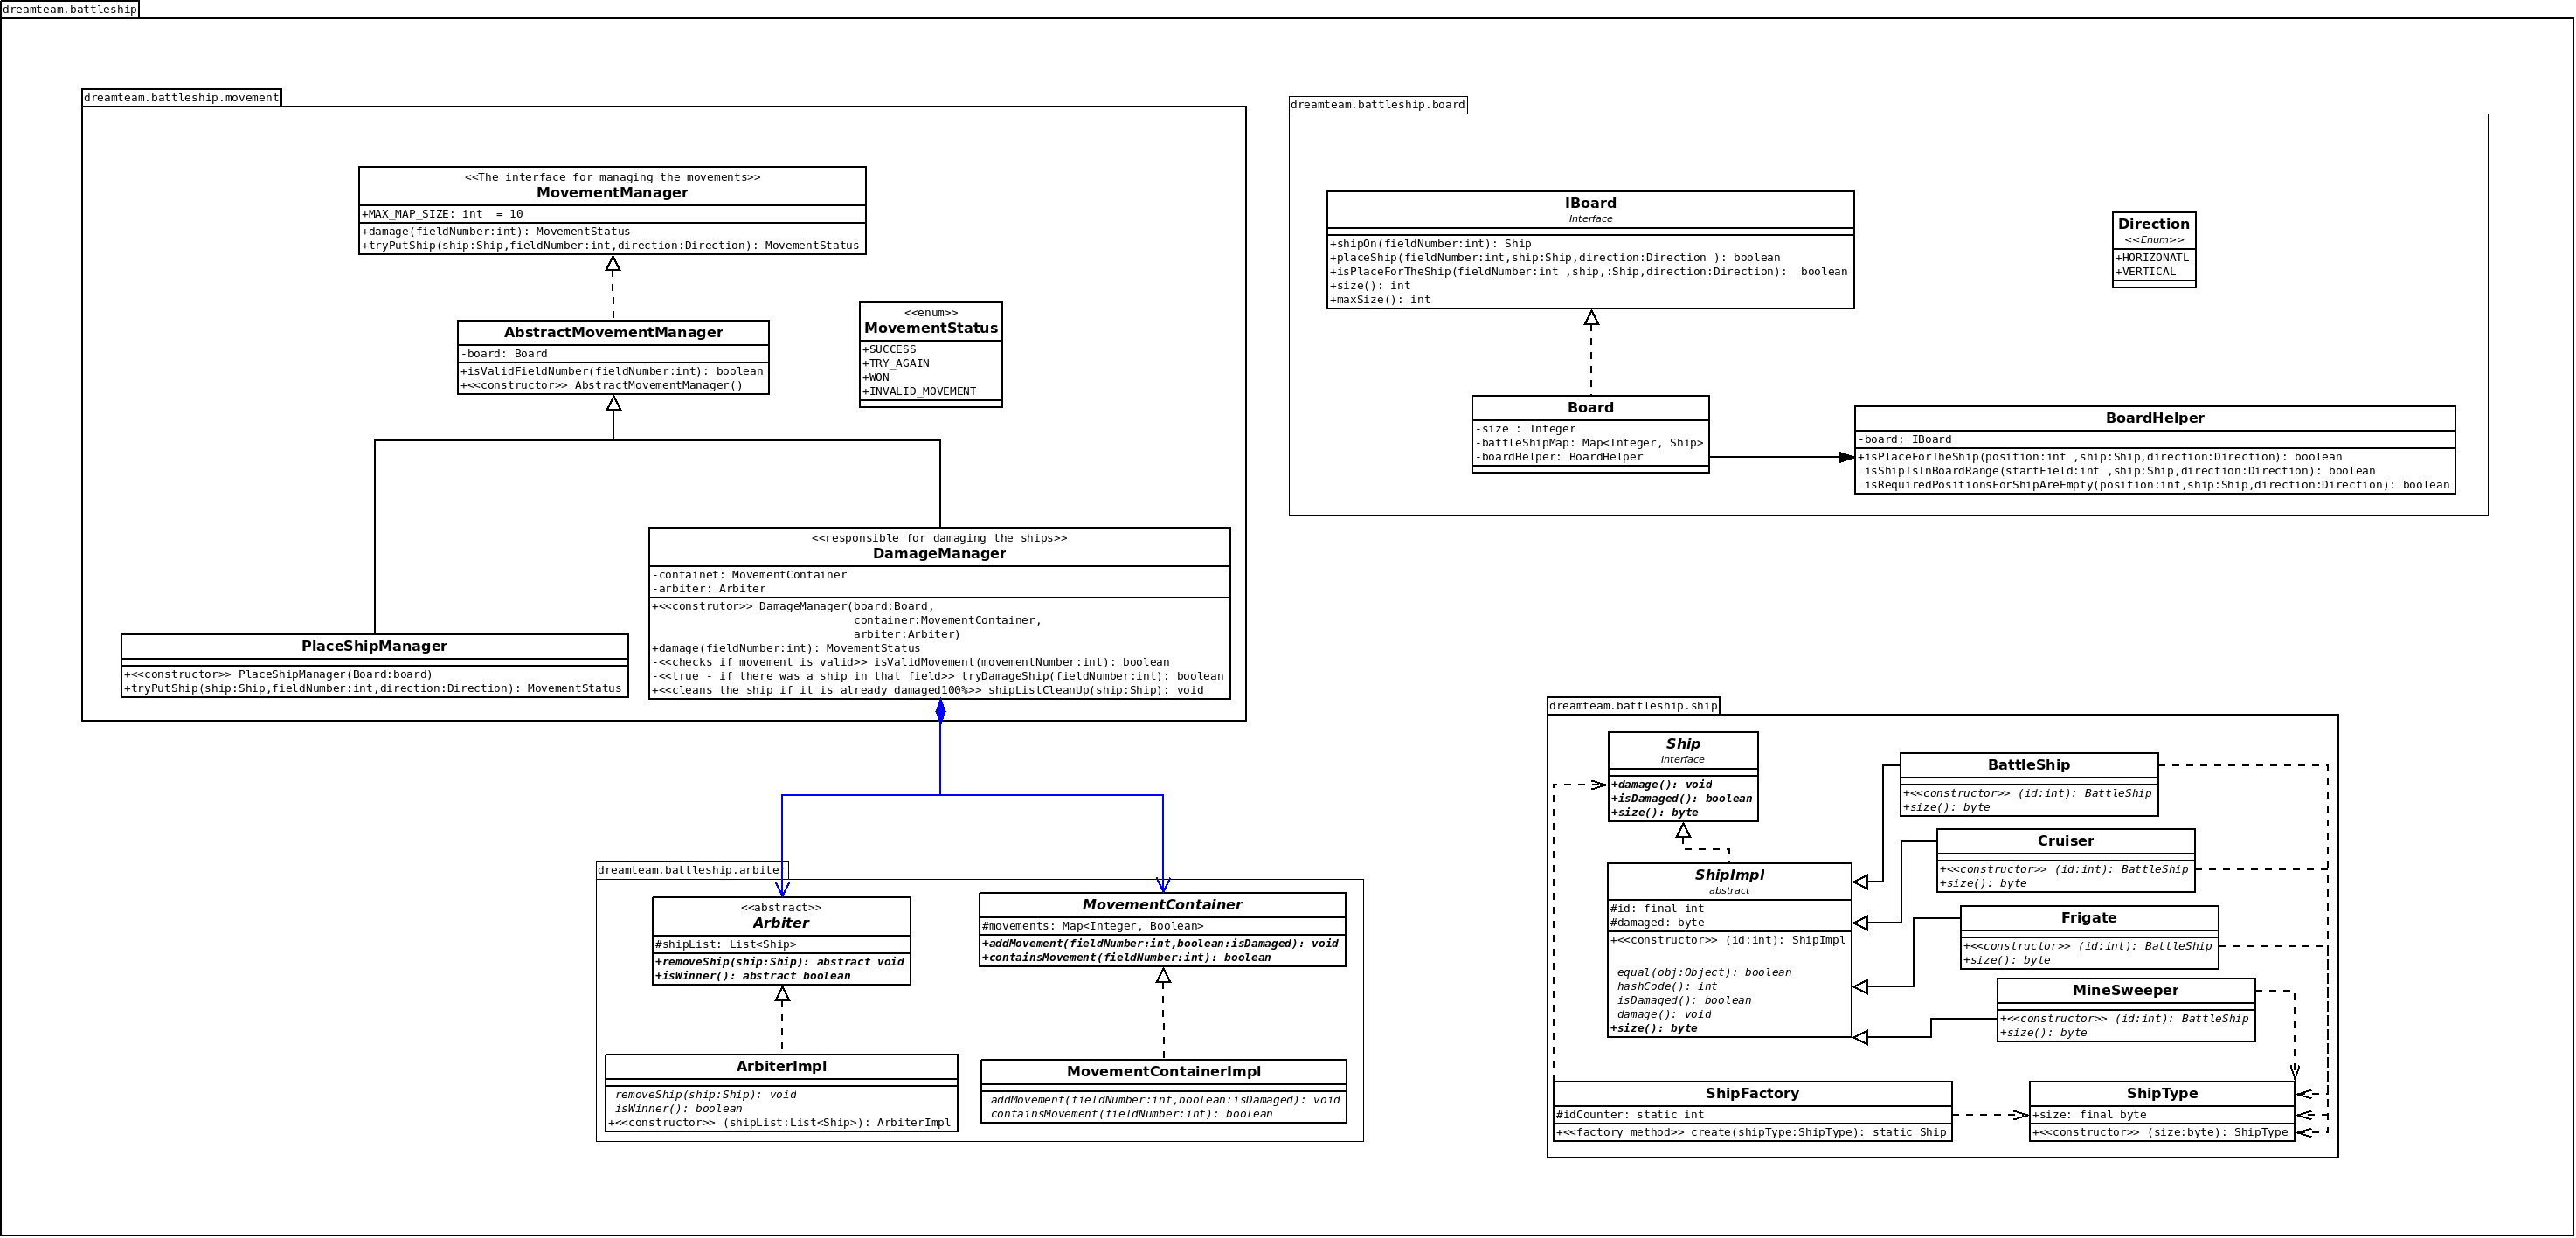 dreamteam.battleship
dreamteam.battleship.movement
<<The interface for managing the movements>>
MovementManager
+MAX_MAP_SIZE: int  = 10
+damage(fieldNumber:int): MovementStatus
+tryPutShip(ship:Ship,fieldNumber:int,direction:Direction): MovementStatus
AbstractMovementManager
-board: Board
+isValidFieldNumber(fieldNumber:int): boolean
+<<constructor>> AbstractMovementManager()
<<enum>>
MovementStatus
+SUCCESS
+TRY_AGAIN
+WON
+INVALID_MOVEMENT
<<responsible for damaging the ships>>
DamageManager
-containet: MovementContainer
-arbiter: Arbiter
+<<construtor>> DamageManager(board:Board,
container:MovementContainer,
arbiter:Arbiter)
+damage(fieldNumber:int): MovementStatus
-<<checks if movement is valid>> isValidMovement(movementNumber:int): boolean
-<<true - if there was a ship in that field>> tryDamageShip(fieldNumber:int): boolean
+<<cleans the ship if it is already damaged100%>> shipListCleanUp(ship:Ship): void
PlaceShipManager
+<<constructor>> PlaceShipManager(Board:board)
+tryPutShip(ship:Ship,fieldNumber:int,direction:Direction): MovementStatus
dreamteam.battleship.board
IBoard
Interface
+shipOn(fieldNumber:int): Ship
+placeShip(fieldNumber:int,ship:Ship,direction:Direction ): boolean
+isPlaceForTheShip(fieldNumber:int ,ship,:Ship,direction:Direction):  boolean
+size(): int
+maxSize(): int
Direction
<<Enum>>
+HORIZONATL
+VERTICAL
Board
-size : Integer
-battleShipMap: Map<Integer, Ship>
-boardHelper: BoardHelper
BoardHelper
-board: IBoard
+isPlaceForTheShip(position:int ,ship:Ship,direction:Direction): boolean
isShipIsInBoardRange(startField:int ,ship:Ship,direction:Direction): boolean
isRequiredPositionsForShipAreEmpty(position:int,ship:Ship,direction:Direction): boolean
dreamteam.battleship.arbiter
<<abstract>>
Arbiter
#shipList: List<Ship>
+removeShip(ship:Ship): abstract void
+isWinner(): abstract boolean
MovementContainer
#movements: Map<Integer, Boolean>
+addMovement(fieldNumber:int,boolean:isDamaged): void
+containsMovement(fieldNumber:int): boolean
ArbiterImpl
removeShip(ship:Ship): void
isWinner(): boolean
+<<constructor>> (shipList:List<Ship>): ArbiterImpl
MovementContainerImpl
addMovement(fieldNumber:int,boolean:isDamaged): void
containsMovement(fieldNumber:int): boolean
dreamteam.battleship.ship
Ship
Interface
+damage(): void
+isDamaged(): boolean
+size(): byte
ShipImpl
abstract
#id: final int
#damaged: byte
+<<constructor>> (id:int): ShipImpl
equal(obj:Object): boolean
hashCode(): int
isDamaged(): boolean
damage(): void
+size(): byte
BattleShip
+<<constructor>> (id:int): BattleShip
+size(): byte
Cruiser
+<<constructor>> (id:int): BattleShip
+size(): byte
Frigate
+<<constructor>> (id:int): BattleShip
+size(): byte
MineSweeper
+<<constructor>> (id:int): BattleShip
+size(): byte
ShipFactory
#idCounter: static int
+<<factory method>> create(shipType:ShipType): static Ship
ShipType
+size: final byte
+<<constructor>> (size:byte): ShipType